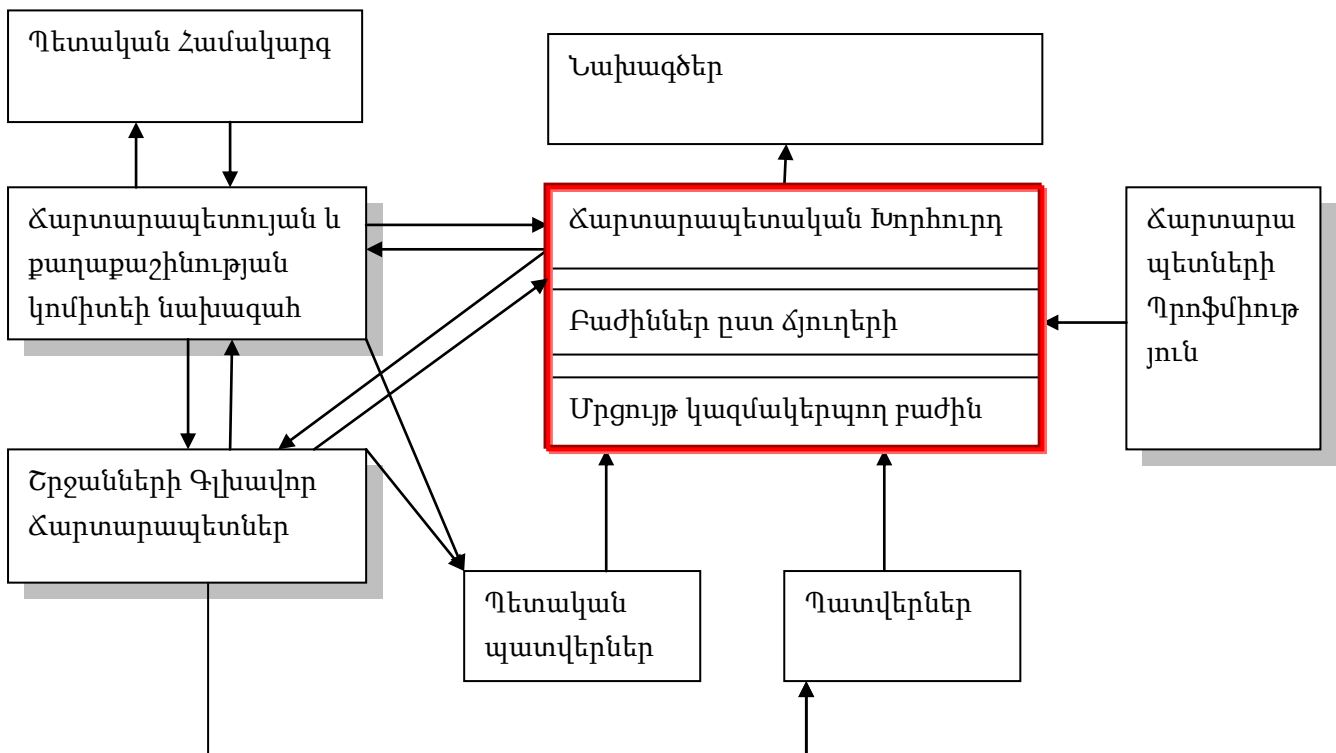 Պետական Համակարգ
Նախագծեր
Ճարտարապետույան և
քաղաքաշինության
կոմիտեի նախագահ
Ճարտարապետական Խորհուրդ
Բաժիններ ըստ ճյուղերի
Մրցույթ կազմակերպող բաժին
Ճարտարա
պետների
Պրոֆմիութ
յուն
Շրջանների Գլխավոր
Ճարտարապետներ
Պետական
պատվերներ
Պատվերներ